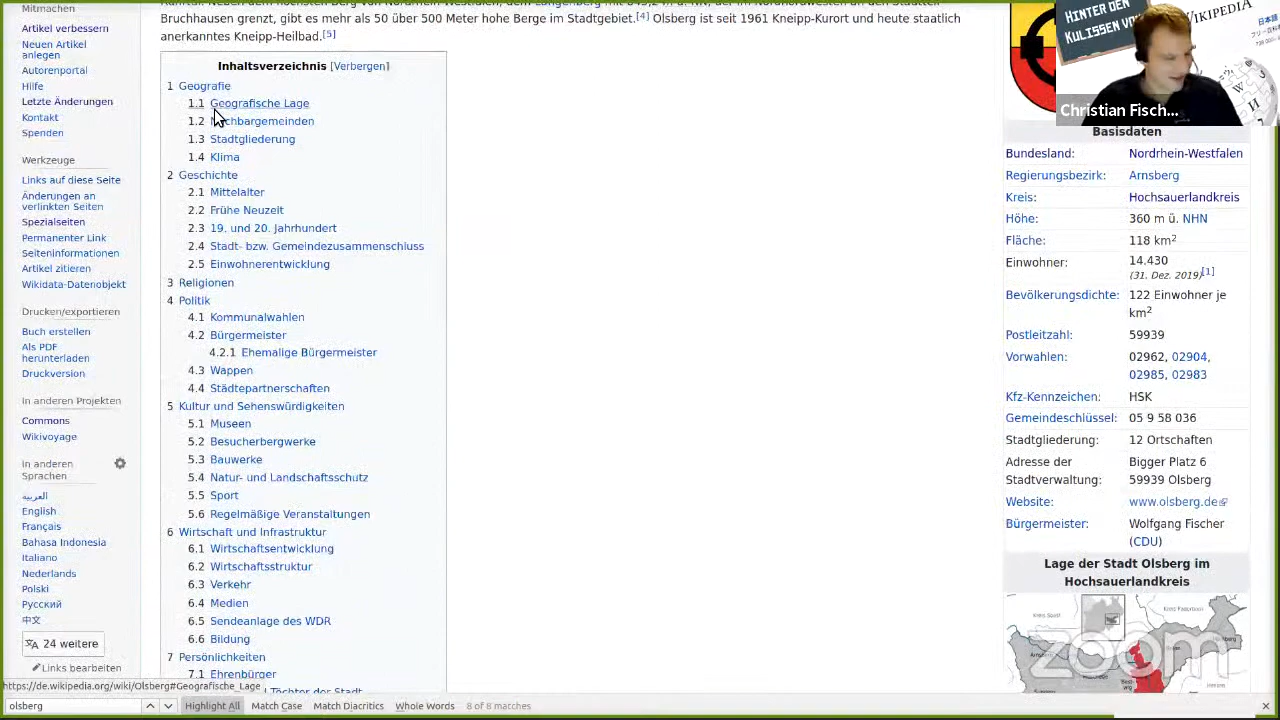 Mitmachen
Artikel verbessern
Neuen Artikel
anlegen
Autorenportal
Hilfe
Letzte Änderungen
Kontakt
Spenden
Werkzeuge
Links auf diese Seite
Änderungen an
verlinkten Seiten
Spezialseiten
Permanenter Link
Seiteninformationen
Artikel zitieren
Wikidata-Datenobjekt
Drucken/exportieren
Buch erstellen
Als PDF
herunterladen
Druckversion
In anderen Projekten
Commons
Wikivoyage
In anderen
Sprachen
العربية
English
Français
Bahasa Indonesia
Italiano
Nederlands
Polski
Русский
中文
24 weitere
Links bearbeiten
Bruchhausen grenzt, gibt es mehr als 50 über 500 Meter hohe Berge im Stadtgebiet.[4] Olsberg ist seit 1961 Kneipp-Kurort und heute staatlich
anerkanntes Kneipp-Heilbad.[5]
Inhaltsverzeichnis [Verbergen]
1 Geografie
1.1 Geografische Lage
1.2 chbargemeinden
1.3 Stadtgliederung
1.4 Klima
2 Geschichte
2.1 Mittelalter
2.2 Frühe Neuzeit
2.3 19. und 20. Jahrhundert
2.4 Stadt- bzw. Gemeindezusammenschluss
2.5 Einwohnerentwicklung
3 Religionen
4 Politik
4.1 Kommunalwahlen
4.2 Bürgermeister
4.2.1 Ehemalige Bürgermeister
4.3 Wappen
4.4 Städtepartnerschaften
5 Kultur und Sehenswürdigkeiten
5.1 Museen
5.2 Besucherbergwerke
5.3 Bauwerke
5.4 Natur- und Landschaftsschutz
5.5 Sport
5.6 Regelmäßige Veranstaltungen
6 Wirtschaft und Infrastruktur
6.1 Wirtschaftsentwicklung
6.2 Wirtschaftsstruktur
6.3 Verkehr
6.4 Medien
6.5 Sendeanlage des WDR
6.6 Bildung
7 Persönlichkeiten
7.1 Ehrenbürger
Töchter der Stadt
HINTER DEN
KULISSEN VON
WIKIPEDIA
日本語
Christian Fisch...
Basisdaten
Bundesland: Nordrhein-Westfalen
Regierungsbezirk: Arnsberg
Kreis: Hochsauerlandkreis
Höhe: 360 m ü. NHN
Fläche: 118 km²
Einwohner: 14.430
(31. Dez. 2019)[1]
Bevölkerungsdichte: 122 Einwohner je
km²
Postleitzahl: 59939
Vorwahlen: 02962, 02904,
02985, 02983
Kfz-Kennzeichen: HSK
Gemeindeschlüssel: 05 9 58 036
Stadtgliederung: 12 Ortschaften
Adresse der Bigger Platz 6
Stadtverwaltung: 59939 Olsberg
Website: www.olsberg.de
Bürgermeister: Wolfgang Fischer
(CDU)
Lage der Stadt Olsberg im
Hochsauerlandkreis
zoom
https://de.wikipedia.org/wiki/Olsberg#Geografische_Lage
olsberg Highlight All Match Case Match Diacritics Whole Words 8 of 8 matches